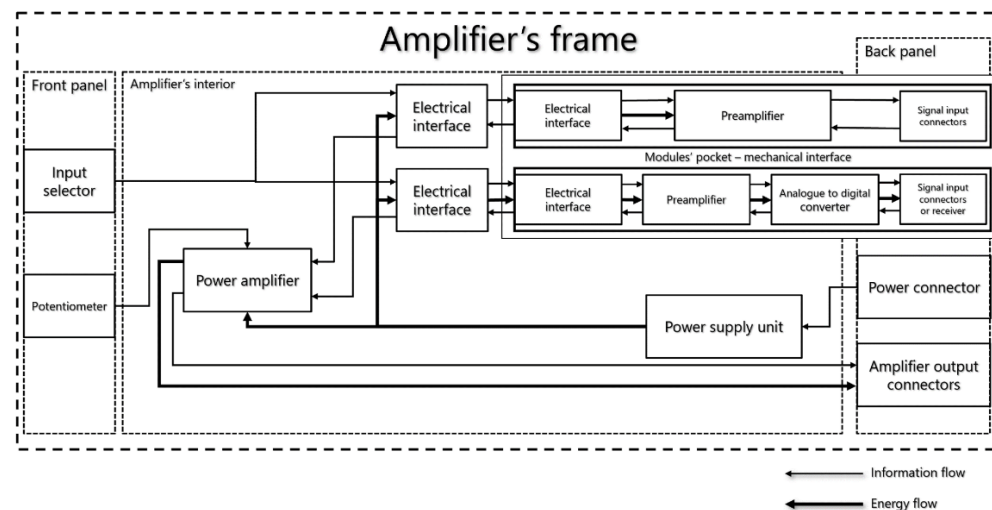 Amplifier's frame
Back panel
Front panel
Amplifier's interior
Electrical
interface
Electrical
interface
Preamplifier
Signal input
connectors
Modules' pocket – mechanical interface
Input
selector
Electrical
interface
Electrical
interface
Preamplifier
Analogue to digital
converter
Signal input
connectors
or receiver
Power amplifier
Potentiometer
Power supply unit
Power connector
Amplifier output
connectors
Information flow
Energy flow